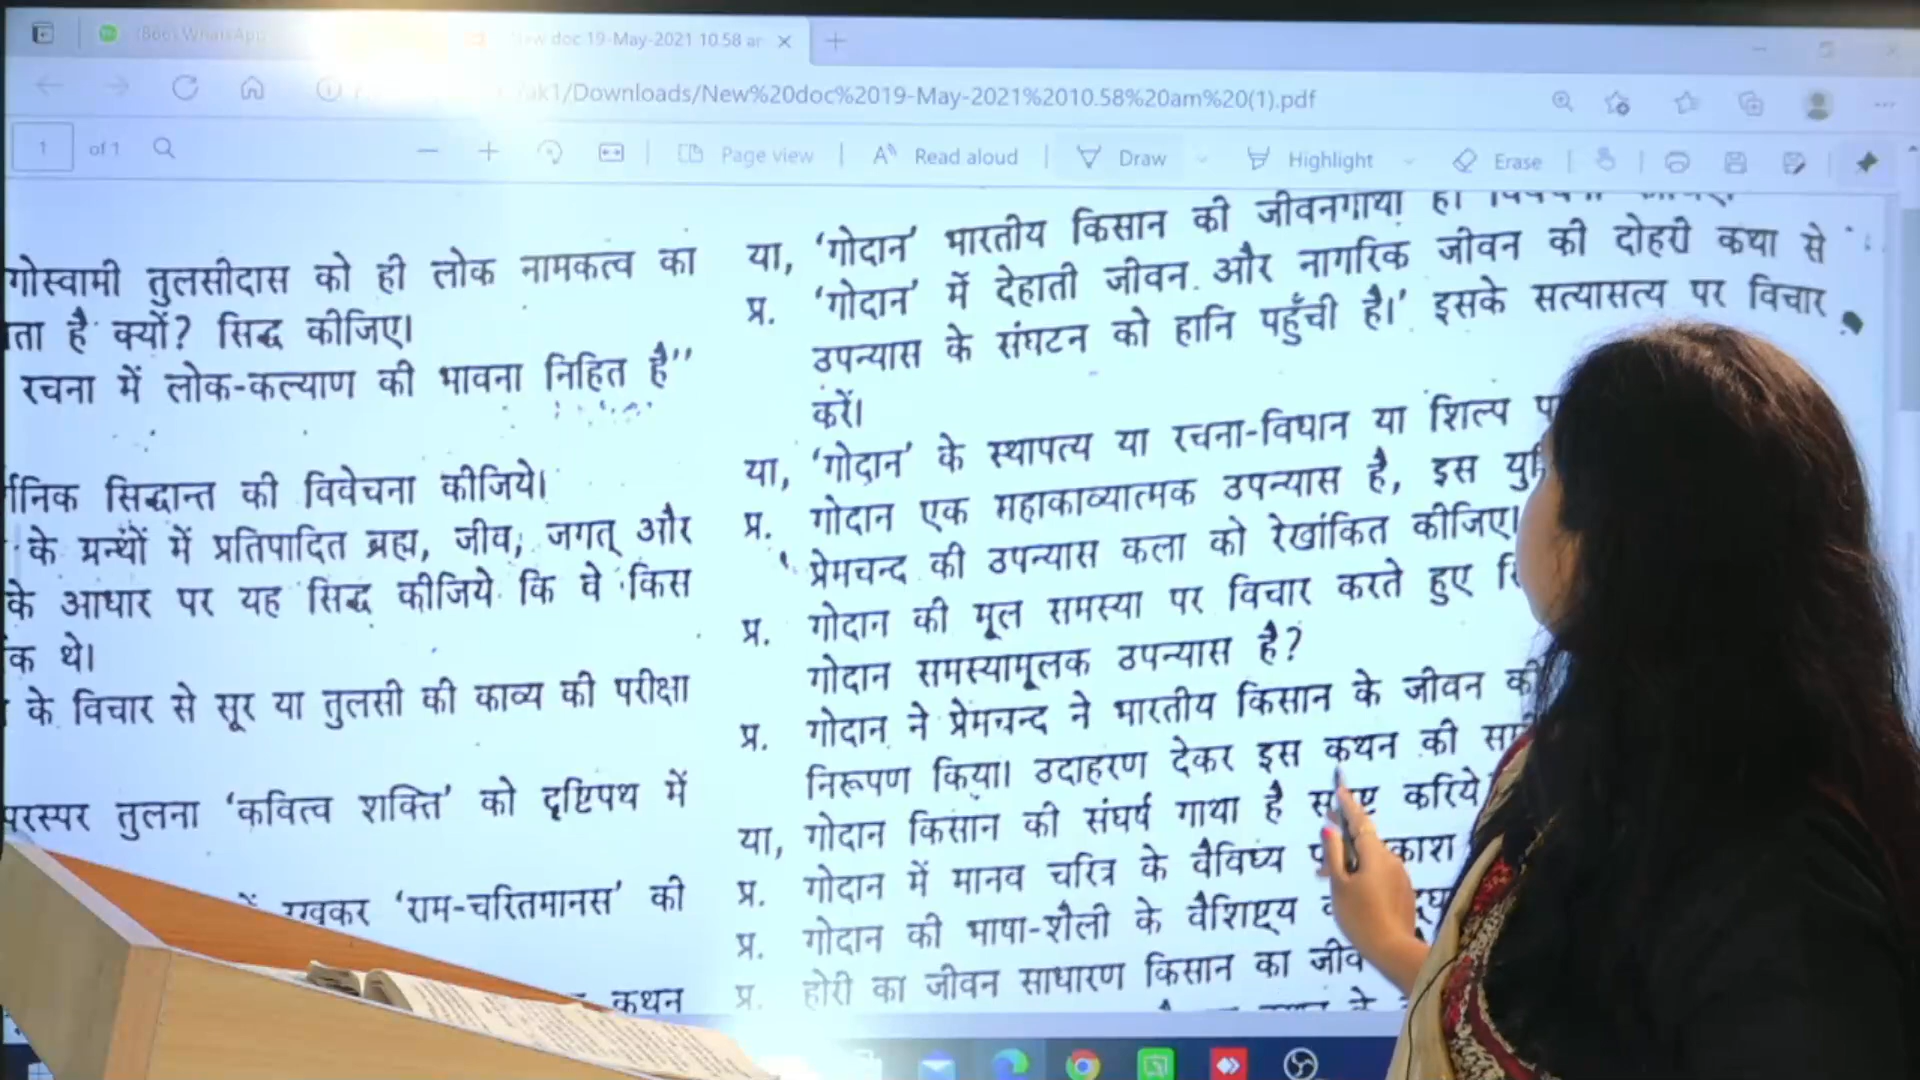 (866) WhatsApp
New doc 19-May-2021 10.58 am
/Downloads/New%20doc%2019-May-2021%2010.58%20am%20(1).pdf
1 of 1 Page view Read aloud Draw Highlight Erase
गोस्वामी तुलसीदास को ही लोक नामकत्व का
ता है क्यों? सिद्ध कीजिए।
रचना में लोक-कल्याण की भावना निहित है”
सिद्धान्त की विवेचना कीजिये।
के ग्रन्थों में प्रतिपादित ब्रह्म, जीव, जगत् और
के आधार पर यह सिद्ध कीजिये कि वे किस
क थे।
के विचार से सूर या तुलसी की काव्य की परीक्षा
परस्पर तुलना ‘कवित्व शक्ति’ को दृष्टिपथ में
‘राम-चरितमानस’ की
कथन
या, ‘गोदान’ भारतीय किसान की जीवनगाथा है।
प्र. ‘गोदान’ में देहाती जीवन और नागरिक जीवन की दोहरी कथा से
उपन्यास के संघटन को हानि पहुँची है।’ इसके सत्यासत्य पर विचार
करें।
या, ‘गोदान’ के स्थापत्य या रचना-विधान या शिल्प
प्र. गोदान एक महाकाव्यात्मक उपन्यास है, इस
प्रेमचन्द की उपन्यास कला को रेखांकित कीजिए।
प्र. गोदान की मूल समस्या पर विचार करते हुए
गोदान समस्यामूलक उपन्यास है?
प्र. गोदान ने प्रेमचन्द ने भारतीय किसान के जीवन की
निरूपण किया। उदाहरण देकर इस कथन की
या, गोदान किसान की संघर्ष गाथा है स्पष्ट करिये
प्र. गोदान में मानव चरित्र के वैविध्य
प्र. गोदान की भाषा-शैली के वैशिष्ट्य
प्र. होरी का जीवन साधारण किसान का